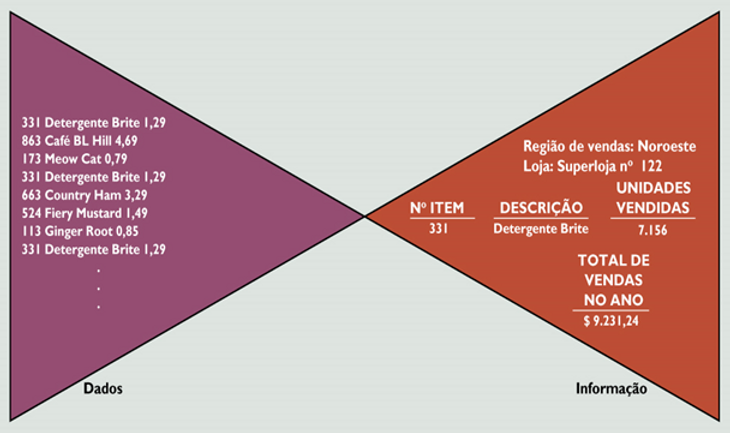 331 Detergente Brite 1,29
863 Café BL Hill 4,69
173 Meow Cat 0,79
331 Detergente Brite 1,29
663 Country Ham 3,29
524 Fiery Mustard 1,49
113 Ginger Root 0,85
331 Detergente Brite 1,29
.
.
.
Dados
Região de vendas: Noroeste
Loja: Superloja nº 122
Nº ITEM
331
DESCRIÇÃO
Detergente Brite
UNIDADES
VENDIDAS
7.156
TOTAL DE
VENDAS
NO ANO
$ 9.231,24
Informação